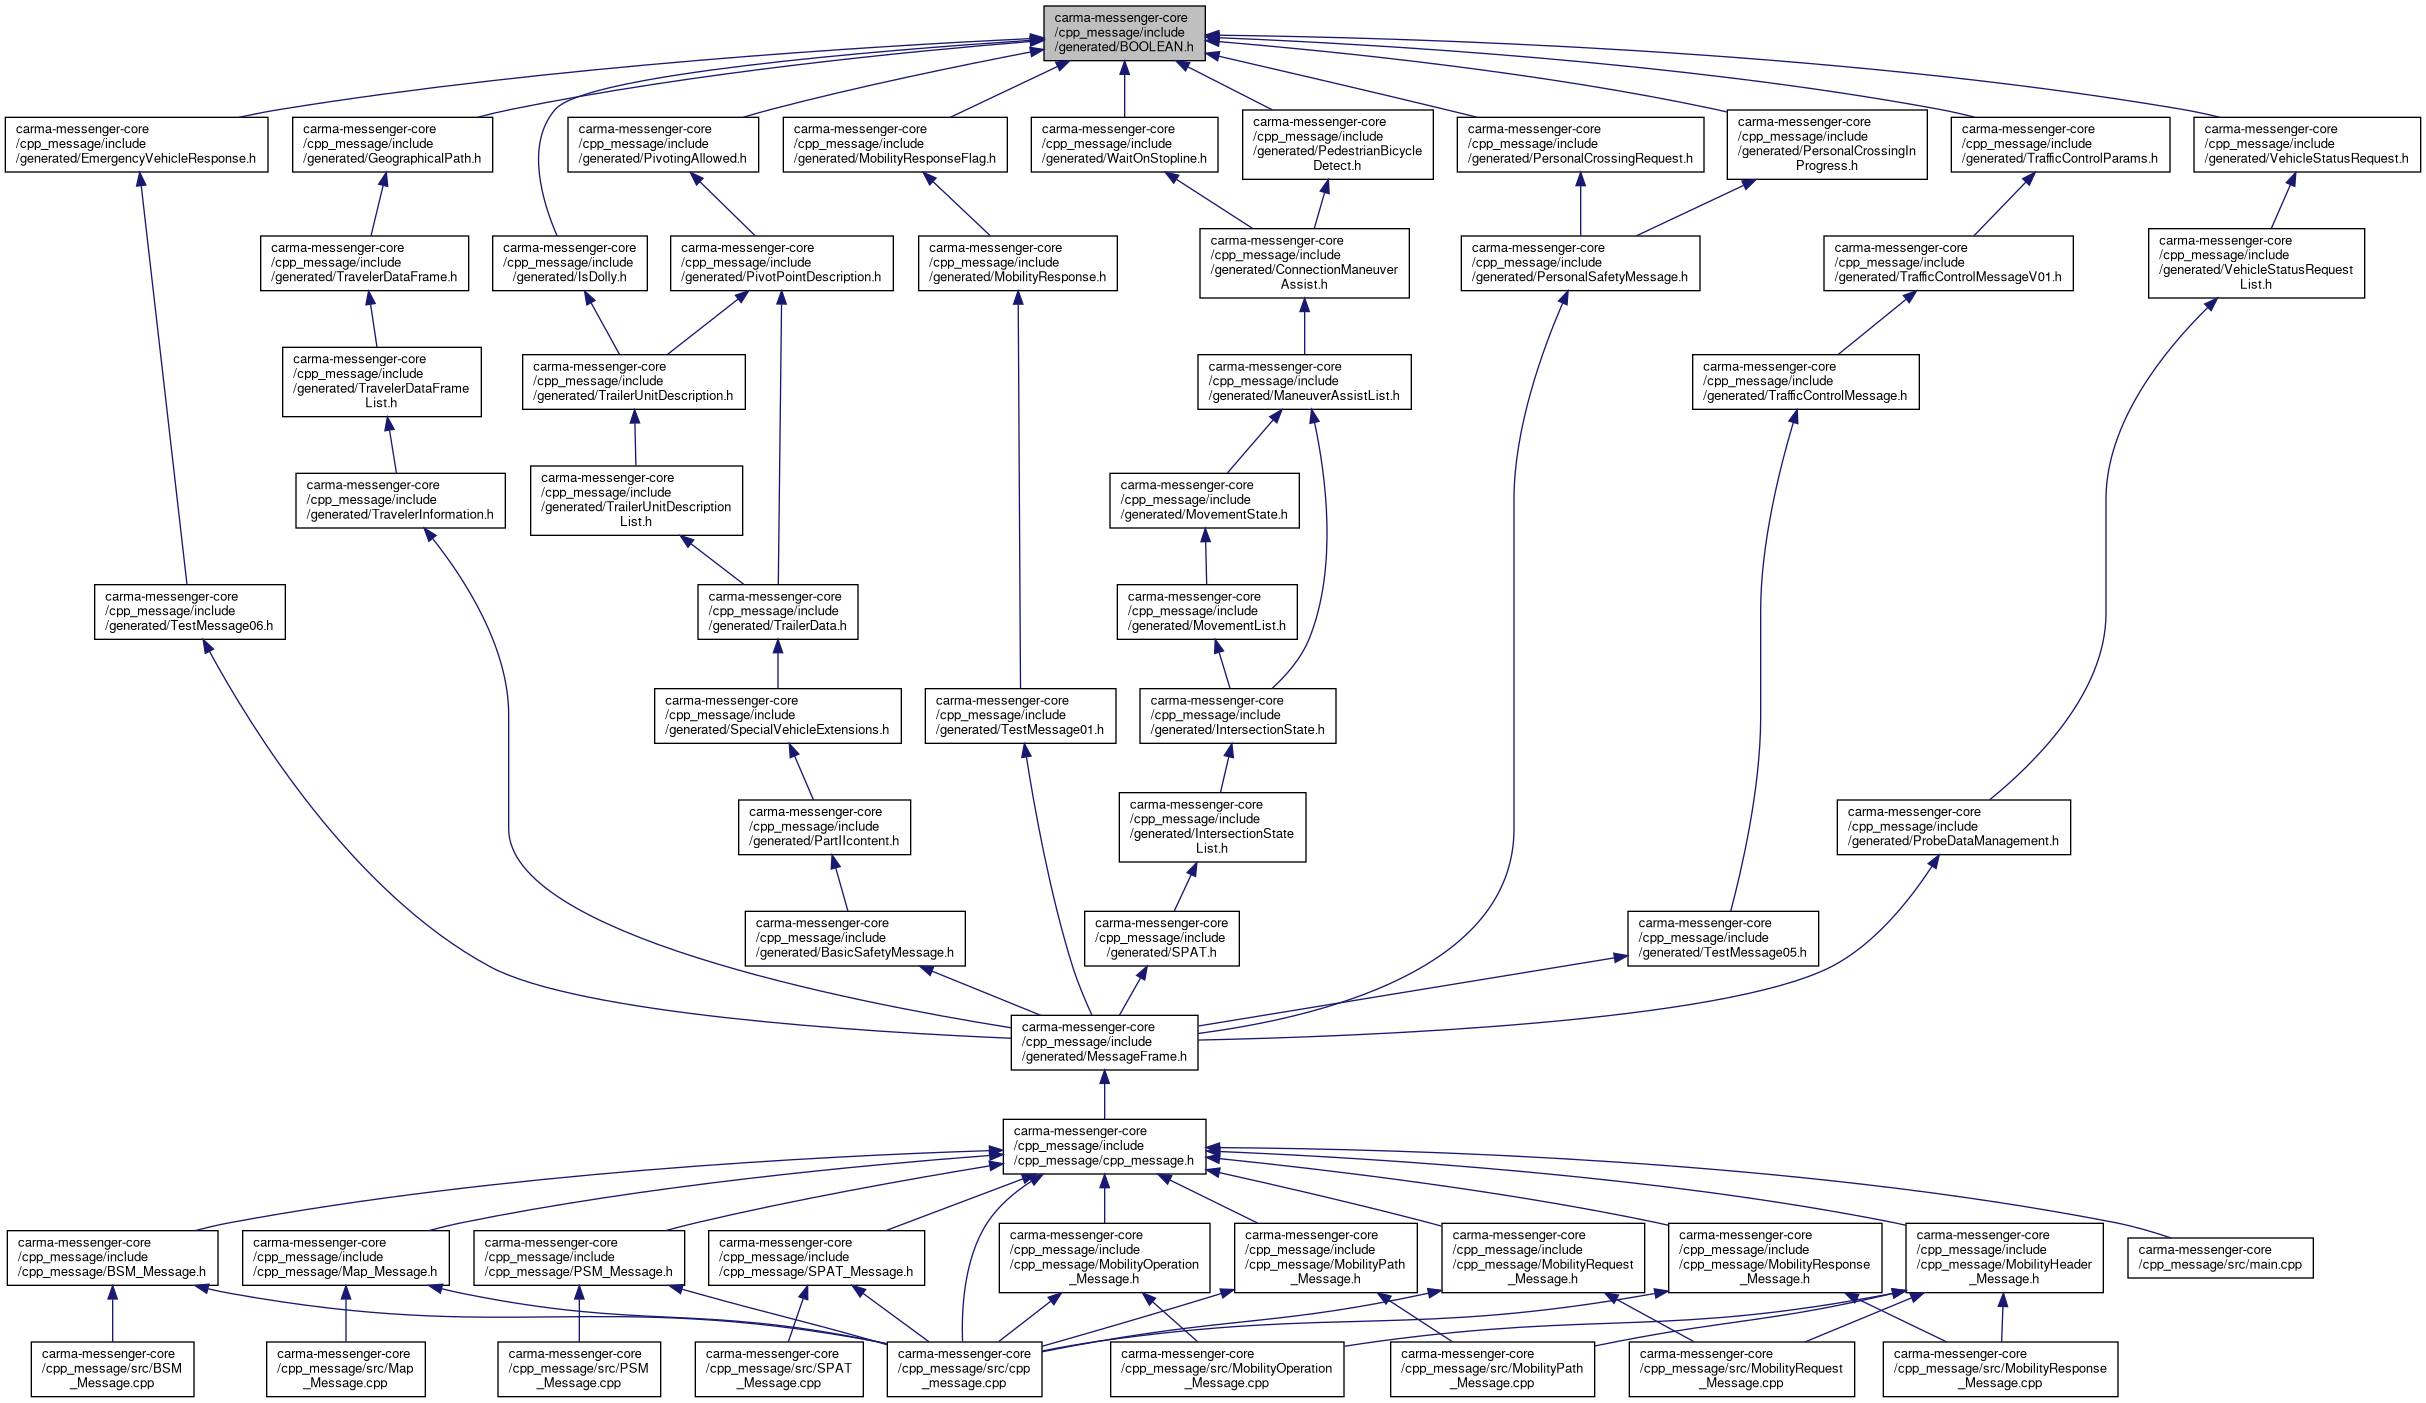 carma-messenger-core
/cpp_message/include
/generated/BOOLEAN.h
carma-messenger-core
/cpp_message/include
/generated/EmergencyVehicleResponse.h
carma-messenger-core
/cpp_message/include
/generated/GeographicalPath.h
carma-messenger-core
/cpp_message/include
/generated/PivotingAllowed.h
carma-messenger-core
/cpp_message/include
/generated/MobilityResponseFlag.h
carma-messenger-core
/cpp_message/include
/generated/WaitOnStopline.h
carma-messenger-core
/cpp_message/include
/generated/PedestrianBicycle
Detect.h
carma-messenger-core
/cpp_message/include
/generated/PersonalCrossingRequest.h
carma-messenger-core
/cpp_message/include
/generated/PersonalCrossingIn
Progress.h
carma-messenger-core
/cpp_message/include
/generated/TrafficControlParams.h
carma-messenger-core
/cpp_message/include
/generated/VehicleStatusRequest.h
carma-messenger-core
/cpp_message/include
/generated/TravelerDataFrame.h
carma-messenger-core
/cpp_message/include
/generated/IsDolly.h
carma-messenger-core
/cpp_message/include
/generated/PivotPointDescription.h
carma-messenger-core
/cpp_message/include
/generated/MobilityResponse.h
carma-messenger-core
/cpp_message/include
/generated/ConnectionManeuver
Assist.h
carma-messenger-core
/cpp_message/include
/generated/PersonalSafetyMessage.h
carma-messenger-core
/cpp_message/include
/generated/TrafficControlMessageV01.h
carma-messenger-core
/cpp_message/include
/generated/VehicleStatusRequest
List.h
carma-messenger-core
/cpp_message/include
/generated/TravelerDataFrame
List.h
carma-messenger-core
/cpp_message/include
/generated/TrailerUnitDescription.h
carma-messenger-core
/cpp_message/include
/generated/ManeuverAssistList.h
carma-messenger-core
/cpp_message/include
/generated/TrafficControlMessage.h
carma-messenger-core
/cpp_message/include
/generated/TravelerInformation.h
carma-messenger-core
/cpp_message/include
/generated/TrailerUnitDescription
List.h
carma-messenger-core
/cpp_message/include
/generated/MovementState.h
carma-messenger-core
/cpp_message/include
/generated/TestMessage06.h
carma-messenger-core
/cpp_message/include
/generated/TrailerData.h
carma-messenger-core
/cpp_message/include
/generated/MovementList.h
carma-messenger-core
/cpp_message/include
/generated/SpecialVehicleExtensions.h
carma-messenger-core
/cpp_message/include
/generated/TestMessage01.h
carma-messenger-core
/cpp_message/include
/generated/IntersectionState.h
carma-messenger-core
/cpp_message/include
/generated/PartIIcontent.h
carma-messenger-core
/cpp_message/include
/generated/IntersectionState
List.h
carma-messenger-core
/cpp_message/include
/generated/ProbeDataManagement.h
carma-messenger-core
/cpp_message/include
/generated/BasicSafetyMessage.h
carma-messenger-core
/cpp_message/include
/generated/SPAT.h
carma-messenger-core
/cpp_message/include
/generated/TestMessage05.h
carma-messenger-core
/cpp_message/include
/generated/MessageFrame.h
carma-messenger-core
/cpp_message/include
/cpp_message/cpp_message.h
carma-messenger-core
/cpp_message/include
/cpp_message/BSM_Message.h
carma-messenger-core
/cpp_message/include
/cpp_message/Map_Message.h
carma-messenger-core
/cpp_message/include
/cpp_message/PSM_Message.h
carma-messenger-core
/cpp_message/include
/cpp_message/SPAT_Message.h
carma-messenger-core
/cpp_message/include
/cpp_message/MobilityOperation
_Message.h
carma-messenger-core
/cpp_message/include
/cpp_message/MobilityPath
_Message.h
carma-messenger-core
/cpp_message/include
/cpp_message/MobilityRequest
_Message.h
carma-messenger-core
/cpp_message/include
/cpp_message/MobilityResponse
_Message.h
carma-messenger-core
/cpp_message/include
/cpp_message/MobilityHeader
_Message.h
carma-messenger-core
/cpp_message/src/main.cpp
carma-messenger-core
/cpp_message/src/BSM
_Message.cpp
carma-messenger-core
/cpp_message/src/Map
_Message.cpp
carma-messenger-core
/cpp_message/src/PSM
_Message.cpp
carma-messenger-core
/cpp_message/src/SPAT
_Message.cpp
carma-messenger-core
/cpp_message/src/cpp
_message.cpp
carma-messenger-core
/cpp_message/src/MobilityOperation
_Message.cpp
carma-messenger-core
/cpp_message/src/MobilityPath
_Message.cpp
carma-messenger-core
/cpp_message/src/MobilityRequest
_Message.cpp
carma-messenger-core
/cpp_message/src/MobilityResponse
_Message.cpp